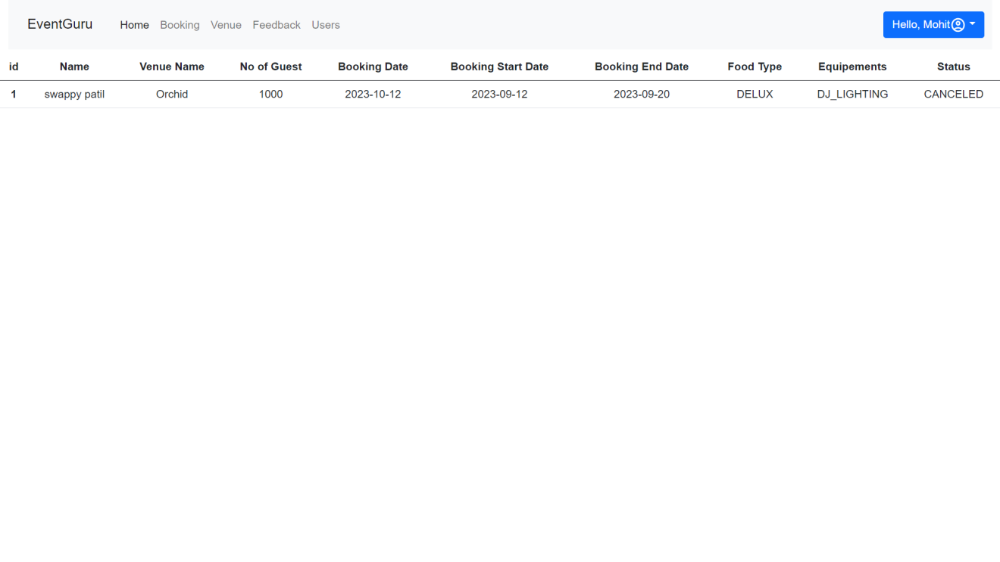 EventGuru Home Booking Venue Feedback Users Hello, Mohit
id Name Venue Name No of Guest Booking Date Booking Start Date Booking End Date Food Type Equipements Status
1 swappy patil Orchid 1000 2023-10-12 2023-09-12 2023-09-20 DELUX DJ_LIGHTING CANCELED